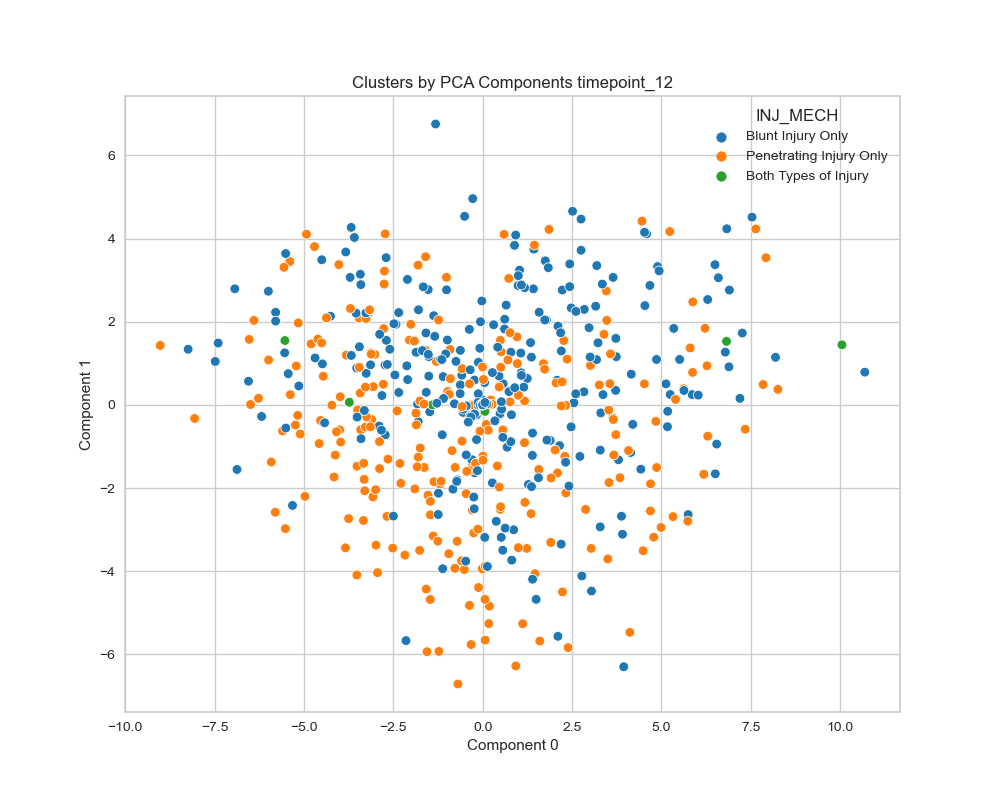 Clusters by PCA Components timepoint_12
INJ_MECH
Blunt Injury Only
Penetrating Injury Only
Both Types of Injury
6
4
2
0
−2
−4
−6
Component 1
−10.0 −7.5 −5.0 −2.5 0.0 2.5 5.0 7.5 10.0
Component 0